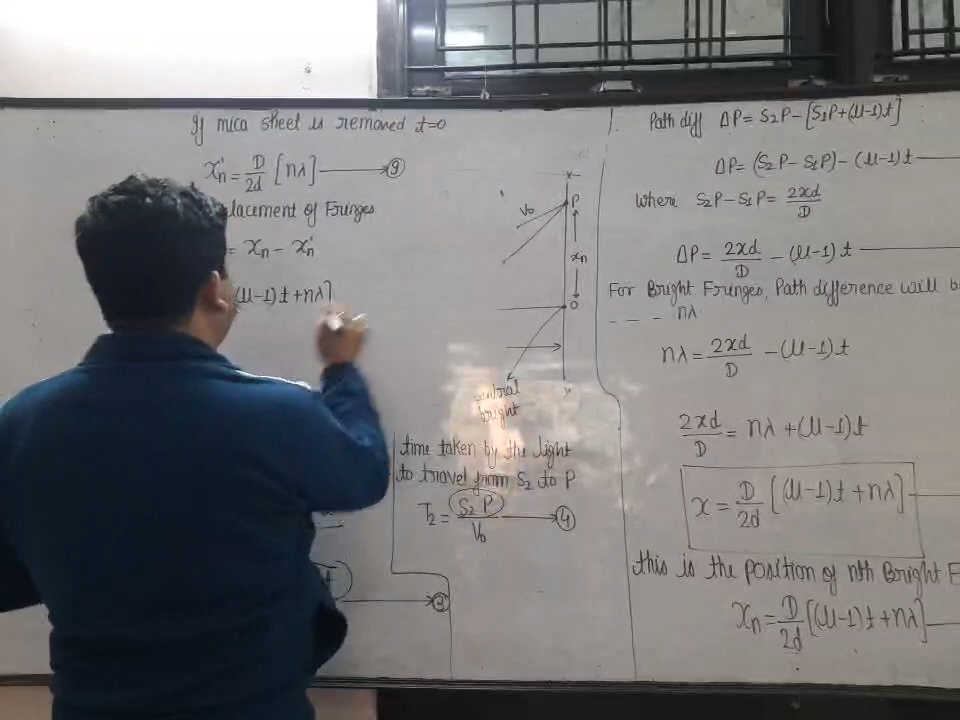 If mica sheet is removed t=0
x'n = D/2d [nλ] ⑨
lacement of Fringes
= xn - x'n
(μ-1)t + nλ]
V₀
P
xn
O
central
bright
time taken by the light
to travel from S₂ to P
T₂ = S₂P/V₀ ④
t
③
Path diff ΔP = S₂P - [S₁P + (μ-1)t]
ΔP = (S₂P - S₁P) - (μ-1)t
where S₂P - S₁P = 2xd/D
ΔP = 2xd/D - (μ-1)t
For Bright Fringes, Path difference will b
- - - nλ
nλ = 2xd/D - (μ-1)t
2xd/D = nλ + (μ-1)t
x = D/2d [(μ-1)t + nλ]
this is the position of nth Bright F
xn = D/2d [(μ-1)t + nλ]